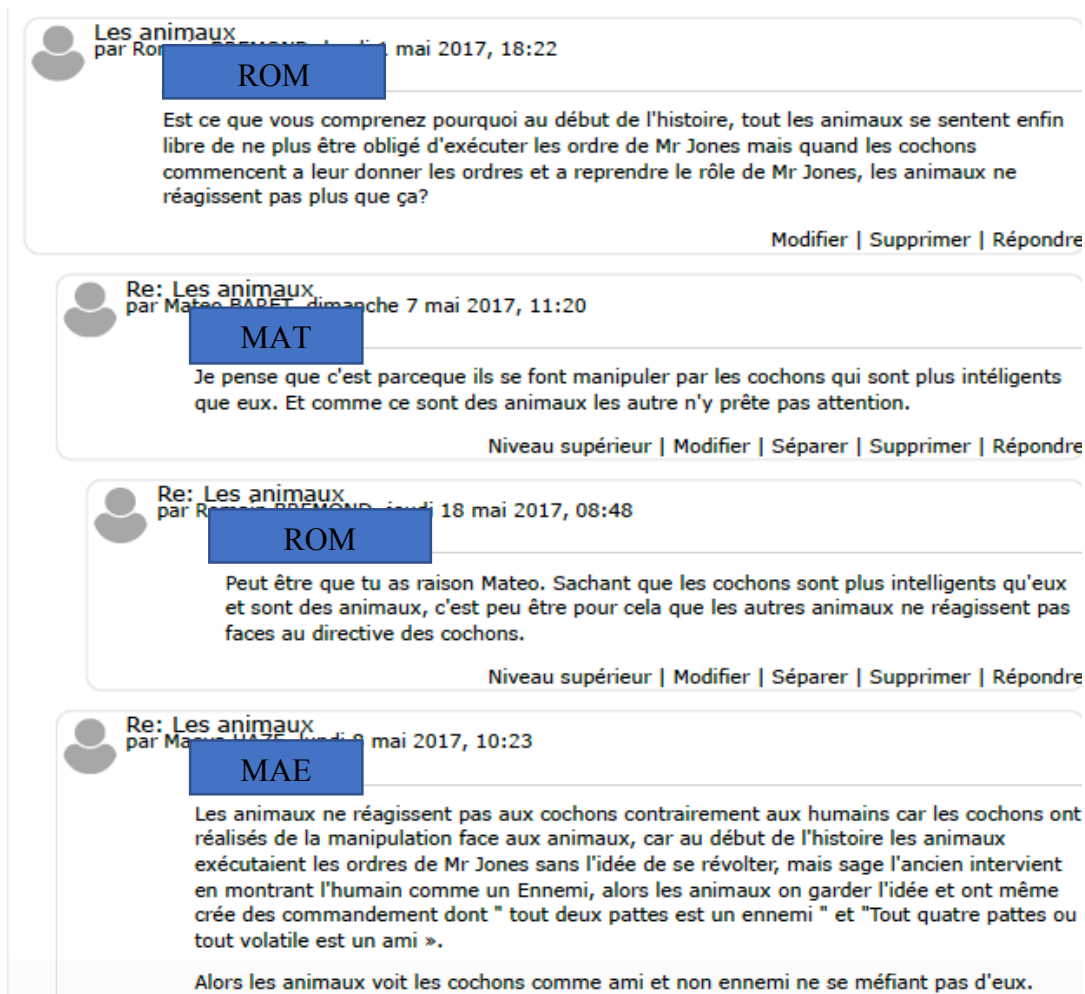 Les animaux
par 1 mai 2017, 18:22
ROM
Est ce que vous comprenez pourquoi au début de l'histoire, tout les animaux se sentent enfin
libre de ne plus être obligé d'exécuter les ordre de Mr Jones mais quand les cochons
commencent a leur donner les ordres et a reprendre le rôle de Mr Jones, les animaux ne
réagissent pas plus que ça?
Modifier | Supprimer | Répondre
Re: Les animaux
par dimanche 7 mai 2017, 11:20
MAT
Je pense que c'est parceque ils se font manipuler par les cochons qui sont plus intéligents
que eux. Et comme ce sont des animaux les autre n'y prête pas attention.
Niveau supérieur | Modifier | Séparer | Supprimer | Répondre
Re: Les animaux
par jeudi 18 mai 2017, 08:48
ROM
Peut être que tu as raison Mateo. Sachant que les cochons sont plus intelligents qu'eux
et sont des animaux, c'est peu être pour cela que les autres animaux ne réagissent pas
faces au directive des cochons.
Niveau supérieur | Modifier | Séparer | Supprimer | Répondre
Re: Les animaux
par lundi 8 mai 2017, 10:23
MAE
Les animaux ne réagissent pas aux cochons contrairement aux humains car les cochons ont
réalisés de la manipulation face aux animaux, car au début de l'histoire les animaux
exécutaient les ordres de Mr Jones sans l'idée de se révolter, mais sage l'ancien intervient
en montrant l'humain comme un Ennemi, alors les animaux on garder l'idée et ont même
crée des commandement dont " tout deux pattes est un ennemi " et "Tout quatre pattes ou
tout volatile est un ami ».
Alors les animaux voit les cochons comme ami et non ennemi ne se méfiant pas d'eux.